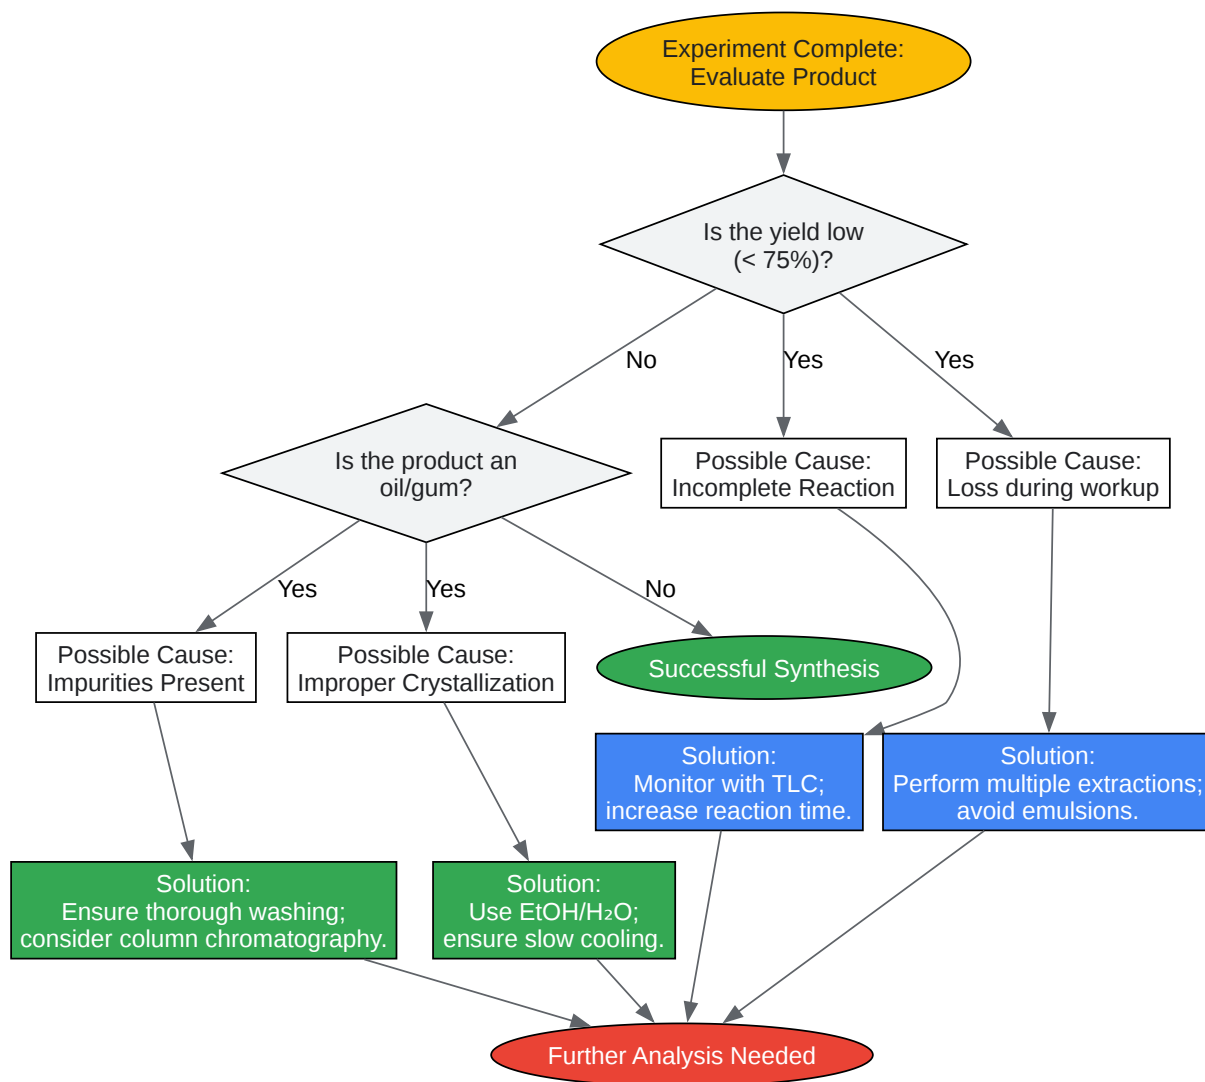 Experiment Complete:
Evaluate Product
Is the yield low
(< 75%)?
No
Yes
Yes
Is the product an
oil/gum?
Possible Cause:
Incomplete Reaction
Possible Cause:
Loss during workup
Yes
Yes
No
Possible Cause:
Impurities Present
Possible Cause:
Improper Crystallization
Successful Synthesis
Solution:
Monitor with TLC;
increase reaction time.
Solution:
Perform multiple extractions;
avoid emulsions.
Solution:
Ensure thorough washing;
consider column chromatography.
Solution:
Use EtOH/H₂O;
ensure slow cooling.
Further Analysis Needed